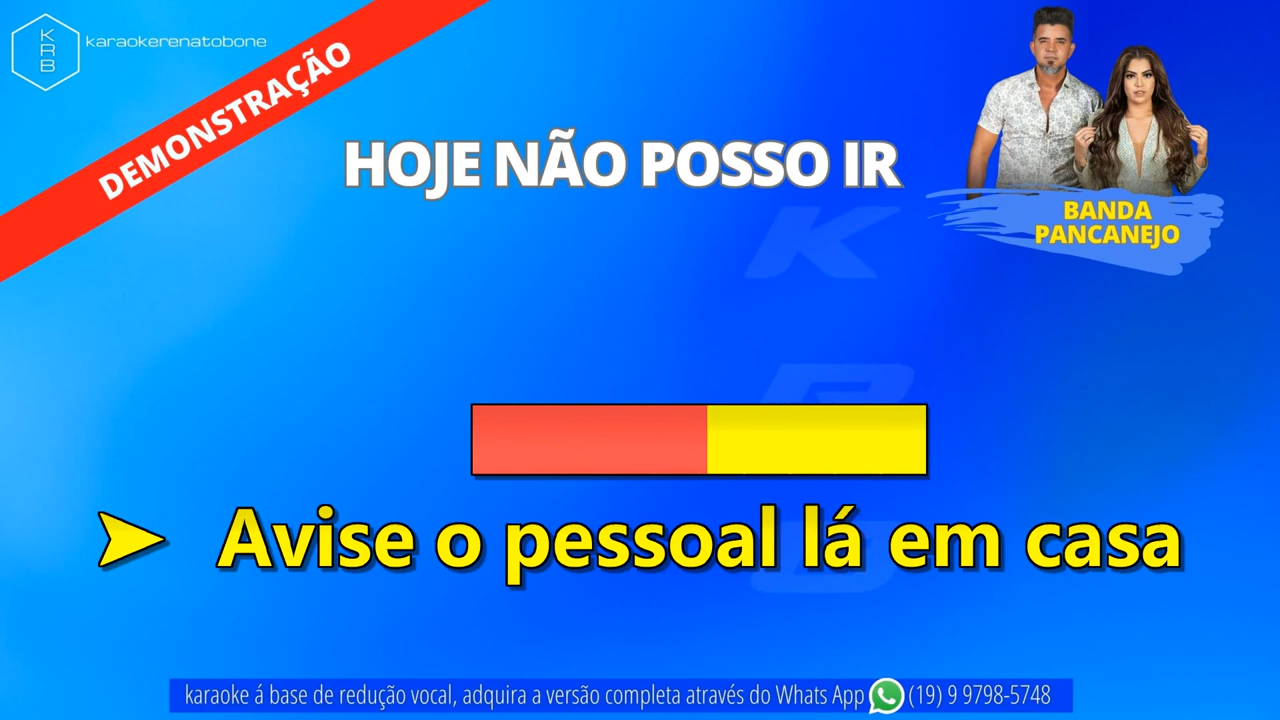 KRB
karaokerenatobone
DEMONSTRAÇÃO
HOJE NÃO POSSO IR
BANDA
PANCANEJO
K
R
B
Avise o pessoal lá em casa
karaoke á base de redução vocal, adquira a versão completa através do Whats App (19) 9 9798-5748